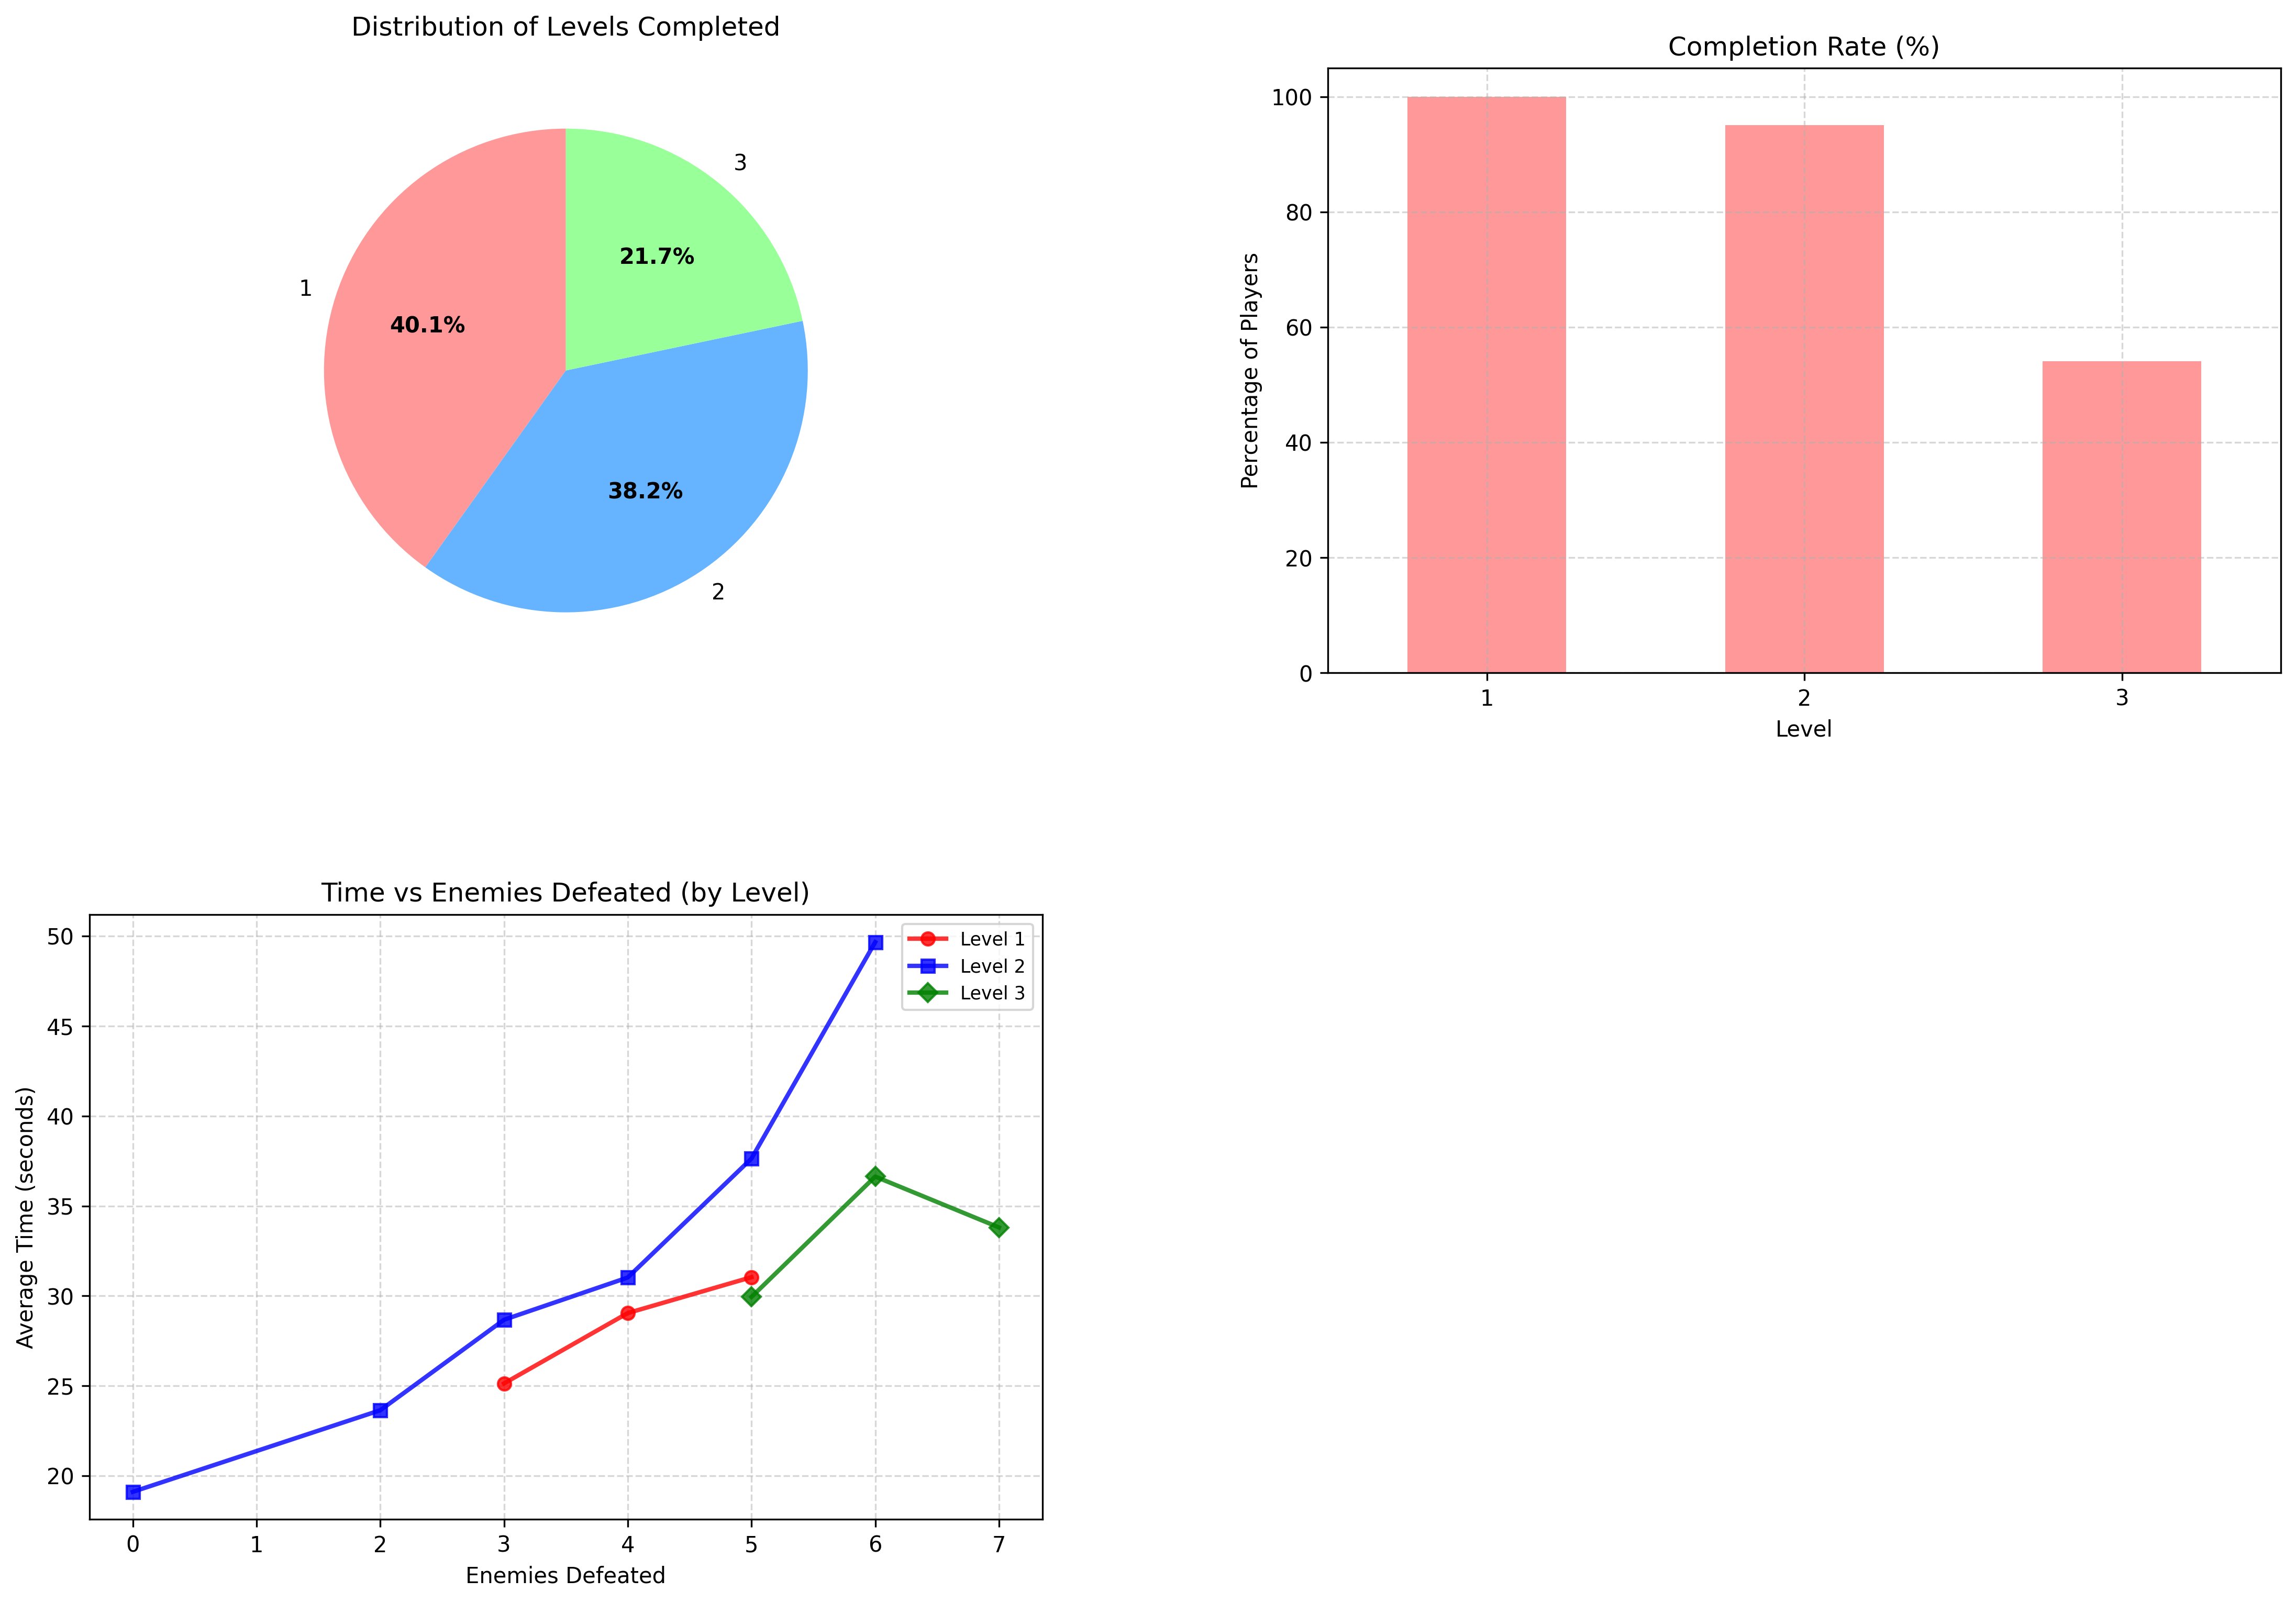 Distribution of Levels Completed
3
21.7%
1
40.1%
38.2%
2
Completion Rate (%)
100
80
60
40
20
0
Percentage of Players
1 2 3
Level
Time vs Enemies Defeated (by Level)
50
45
40
35
30
25
20
Average Time (seconds)
Level 1
Level 2
Level 3
0 1 2 3 4 5 6 7
Enemies Defeated